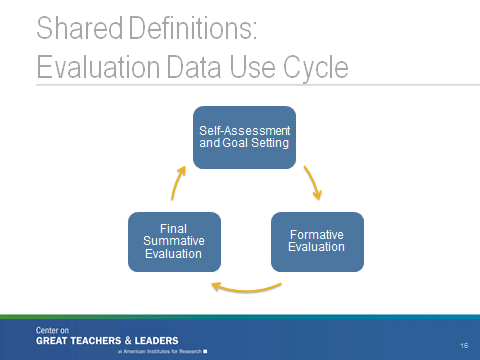 Shared Definitions:
Evaluation Data Use Cycle
Self-Assessment
and Goal Setting
Final
Summative
Evaluation
Formative
Evaluation
Center on
GREAT TEACHERS & LEADERS
at American Institutes for Research
16